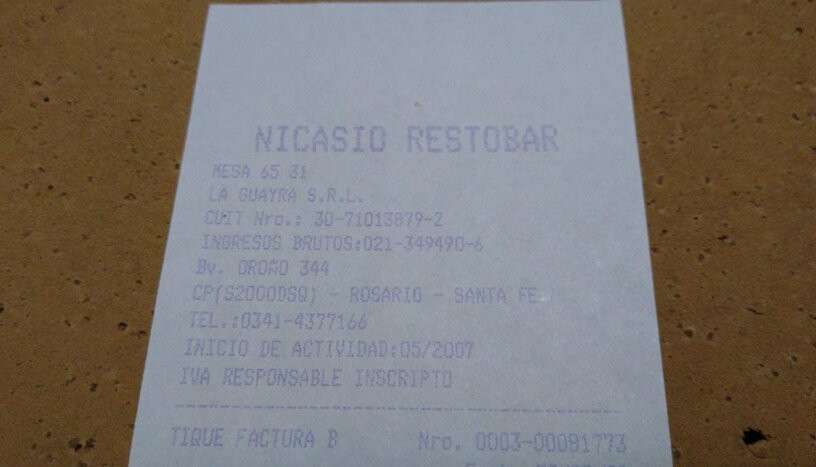 NICASIO RESTOBAR
MESA 65 31
LA GUAYRA S.R.L.
CUIT Nro.: 30-71013879-2
INGRESOS BRUTOS:021-349490-6
Bv. OROÑO 344
CP(S2000DSQ) - ROSARIO - SANTA FE
TEL.:0341-4377166
INICIO DE ACTIVIDAD:05/2007
IVA RESPONSABLE INSCRIPTO
TIQUE FACTURA B Nro. 0003-00081773